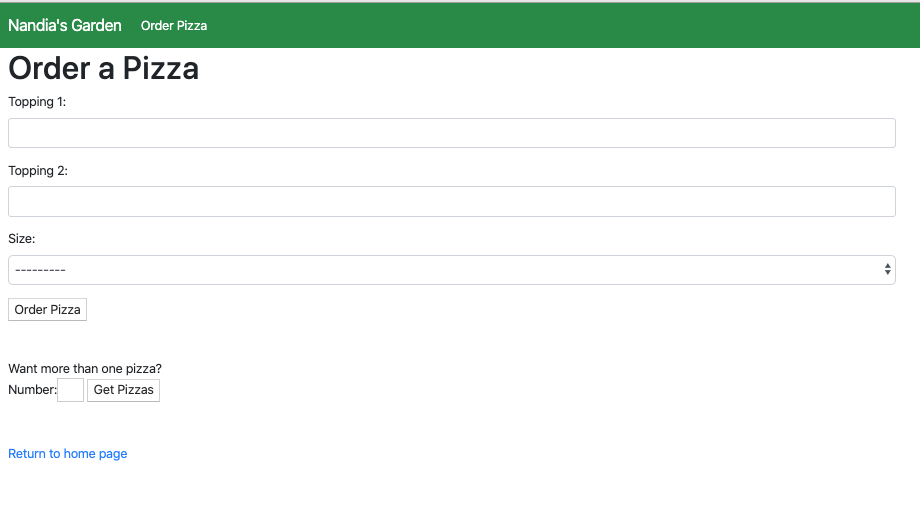 Nandia's Garden Order Pizza
Order a Pizza
Topping 1:
Topping 2:
Size:
---------
Order Pizza
Want more than one pizza?
Number: Get Pizzas
Return to home page